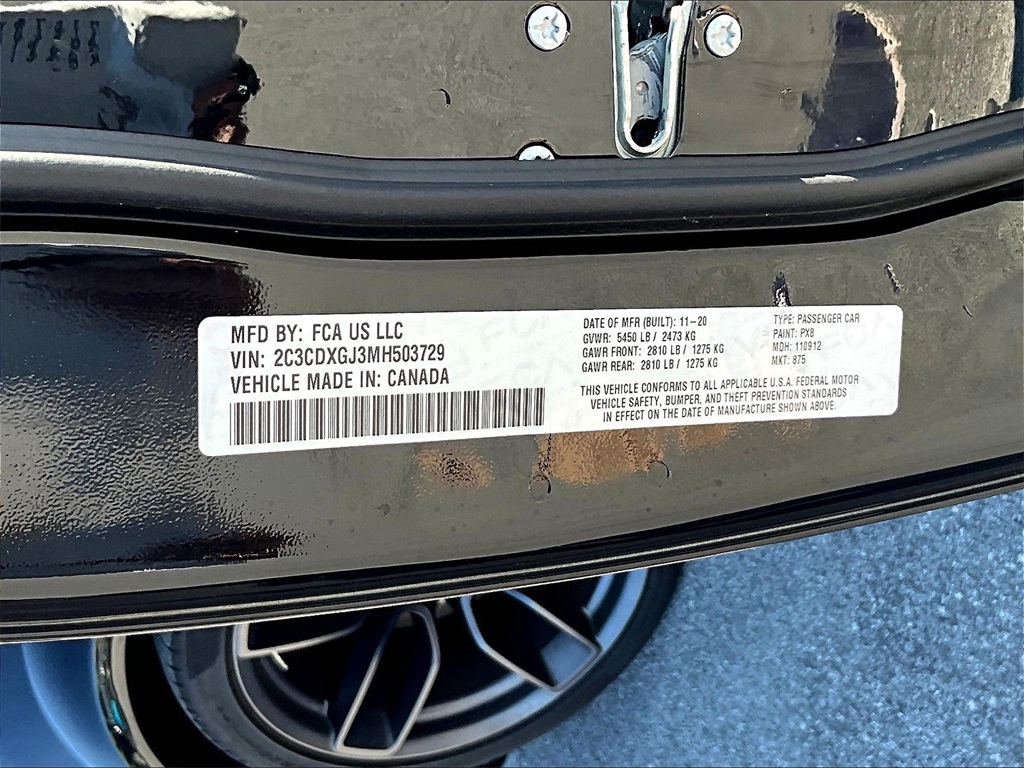 MFD BY: FCA US LLC
VIN: 2C3CDXGJ3MH503729
VEHICLE MADE IN: CANADA
DATE OF MFR (BUILT): 11-20
GVWR: 5450 LB / 2473 KG
GAWR FRONT: 2810 LB / 1275 KG
GAWR REAR: 2810 LB / 1275 KG
TYPE: PASSENGER CAR
PAINT: PX8
MDH: 110912
MKT: 875
THIS VEHICLE CONFORMS TO ALL APPLICABLE U.S.A. FEDERAL MOTOR
VEHICLE SAFETY, BUMPER, AND THEFT PREVENTION STANDARDS
IN EFFECT ON THE DATE OF MANUFACTURE SHOWN ABOVE.